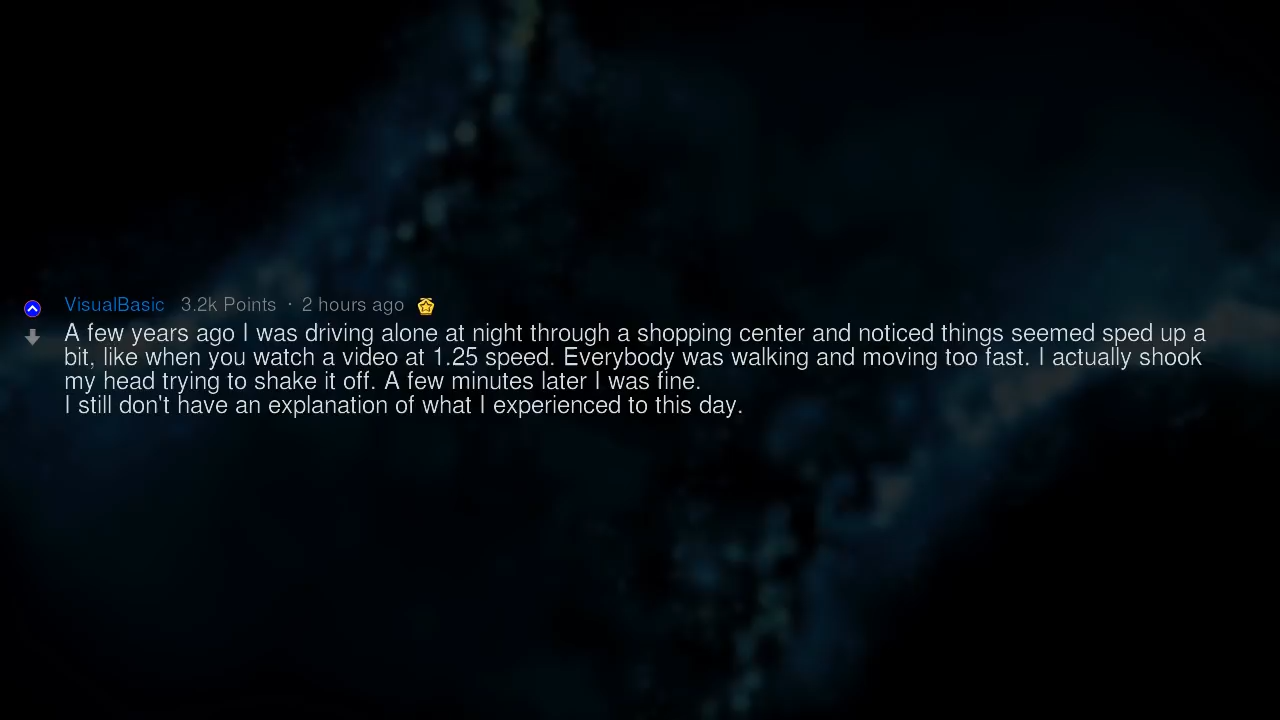 VisualBasic 3.2k Points · 2 hours ago
A few years ago I was driving alone at night through a shopping center and noticed things seemed sped up a
bit, like when you watch a video at 1.25 speed. Everybody was walking and moving too fast. I actually shook
my head trying to shake it off. A few minutes later I was fine.
I still don't have an explanation of what I experienced to this day.